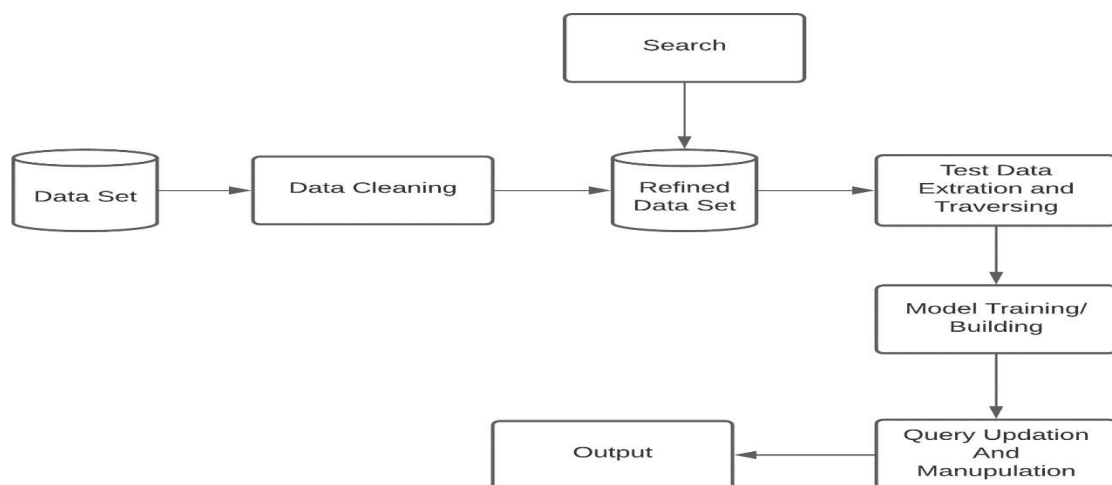 Search
Data Set
Data Cleaning
Refined
Data Set
Test Data
Extration and
Traversing
Model Training/
Building
Query Updation
And
Manupulation
Output